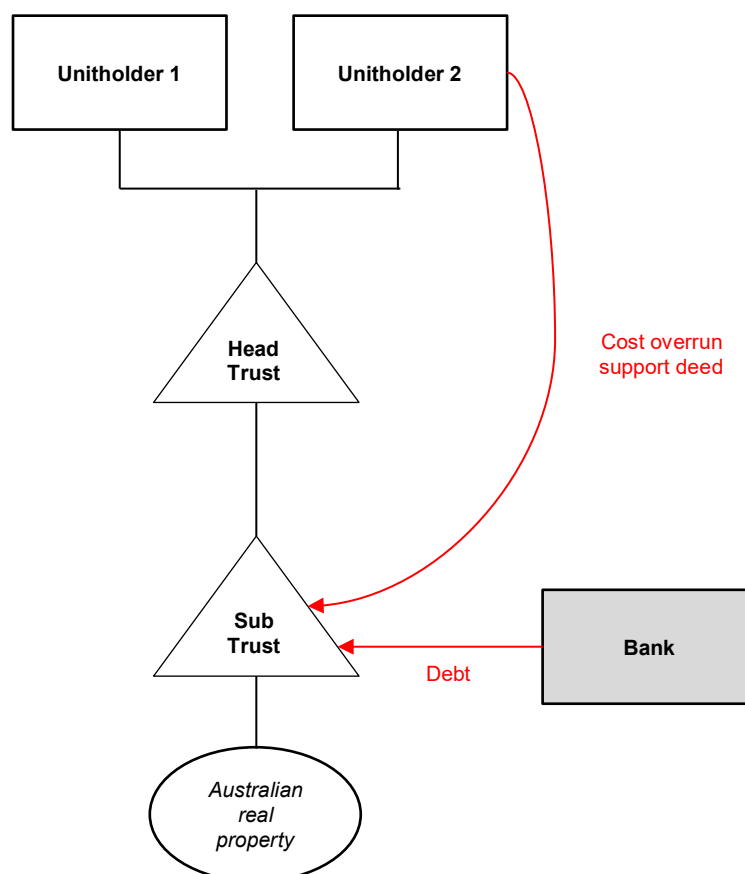 Unitholder 1
Unitholder 2
Head
Trust
Cost overrun
support deed
Sub
Trust
Debt
Bank
Australian
real
property